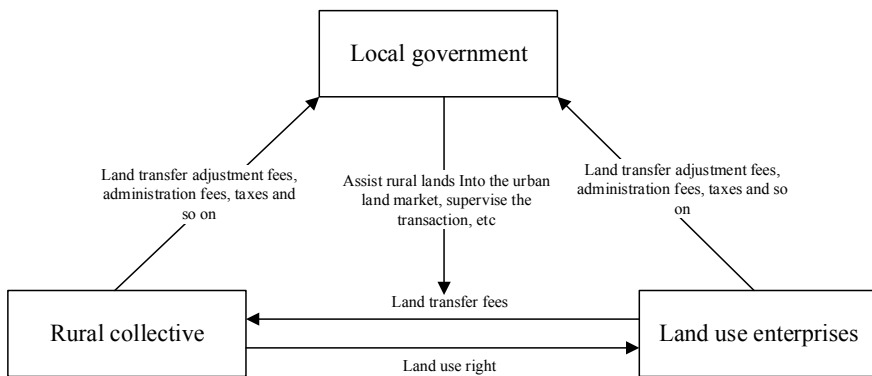 Local government
Land transfer adjustment fees,
administration fees, taxes and
so on
Assist rural lands Into the urban
land market, supervise the
transaction, etc
Land transfer adjustment fees,
administration fees, taxes and so
on
Land transfer fees
Rural collective
Land use enterprises
Land use right